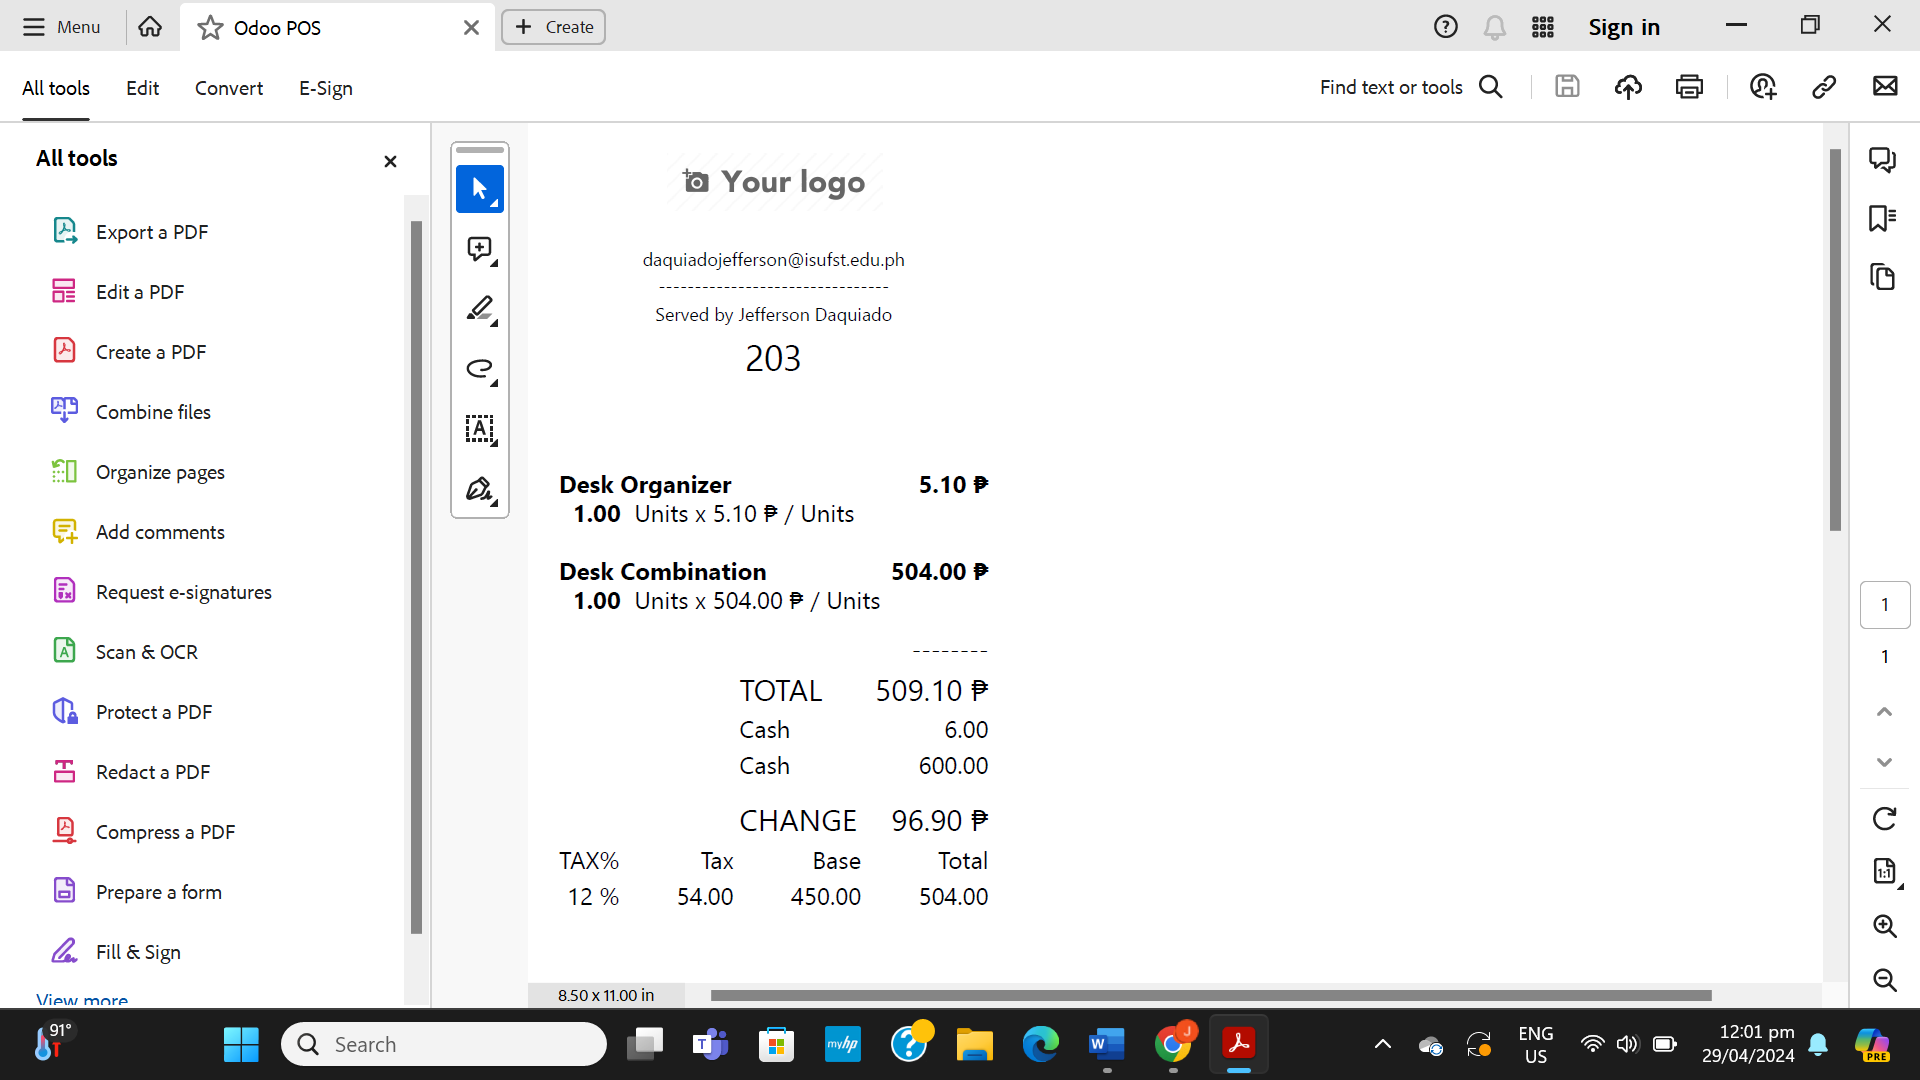 Menu
Odoo POS
Create
Sign in
All tools
Edit
Convert
E-Sign
Find text or tools
All tools
Export a PDF
Edit a PDF
Create a PDF
Combine files
Organize pages
Add comments
Request e-signatures
Scan & OCR
Protect a PDF
Redact a PDF
Compress a PDF
Prepare a form
Fill & Sign
View more
Your logo
daquiadojefferson@isufst.edu.ph
--------------------------------
Served by Jefferson Daquiado
203
Desk Organizer 5.10 ₱
1.00 Units x 5.10 ₱ / Units
Desk Combination 504.00 ₱
1.00 Units x 504.00 ₱ / Units
--------
TOTAL 509.10 ₱
Cash 6.00
Cash 600.00
CHANGE 96.90 ₱
TAX% Tax Base Total
12 % 54.00 450.00 504.00
8.50 x 11.00 in
1
1
1:1
91°
Search
T
myhp
W
J
ENG
US
12:01 pm
29/04/2024
PRE